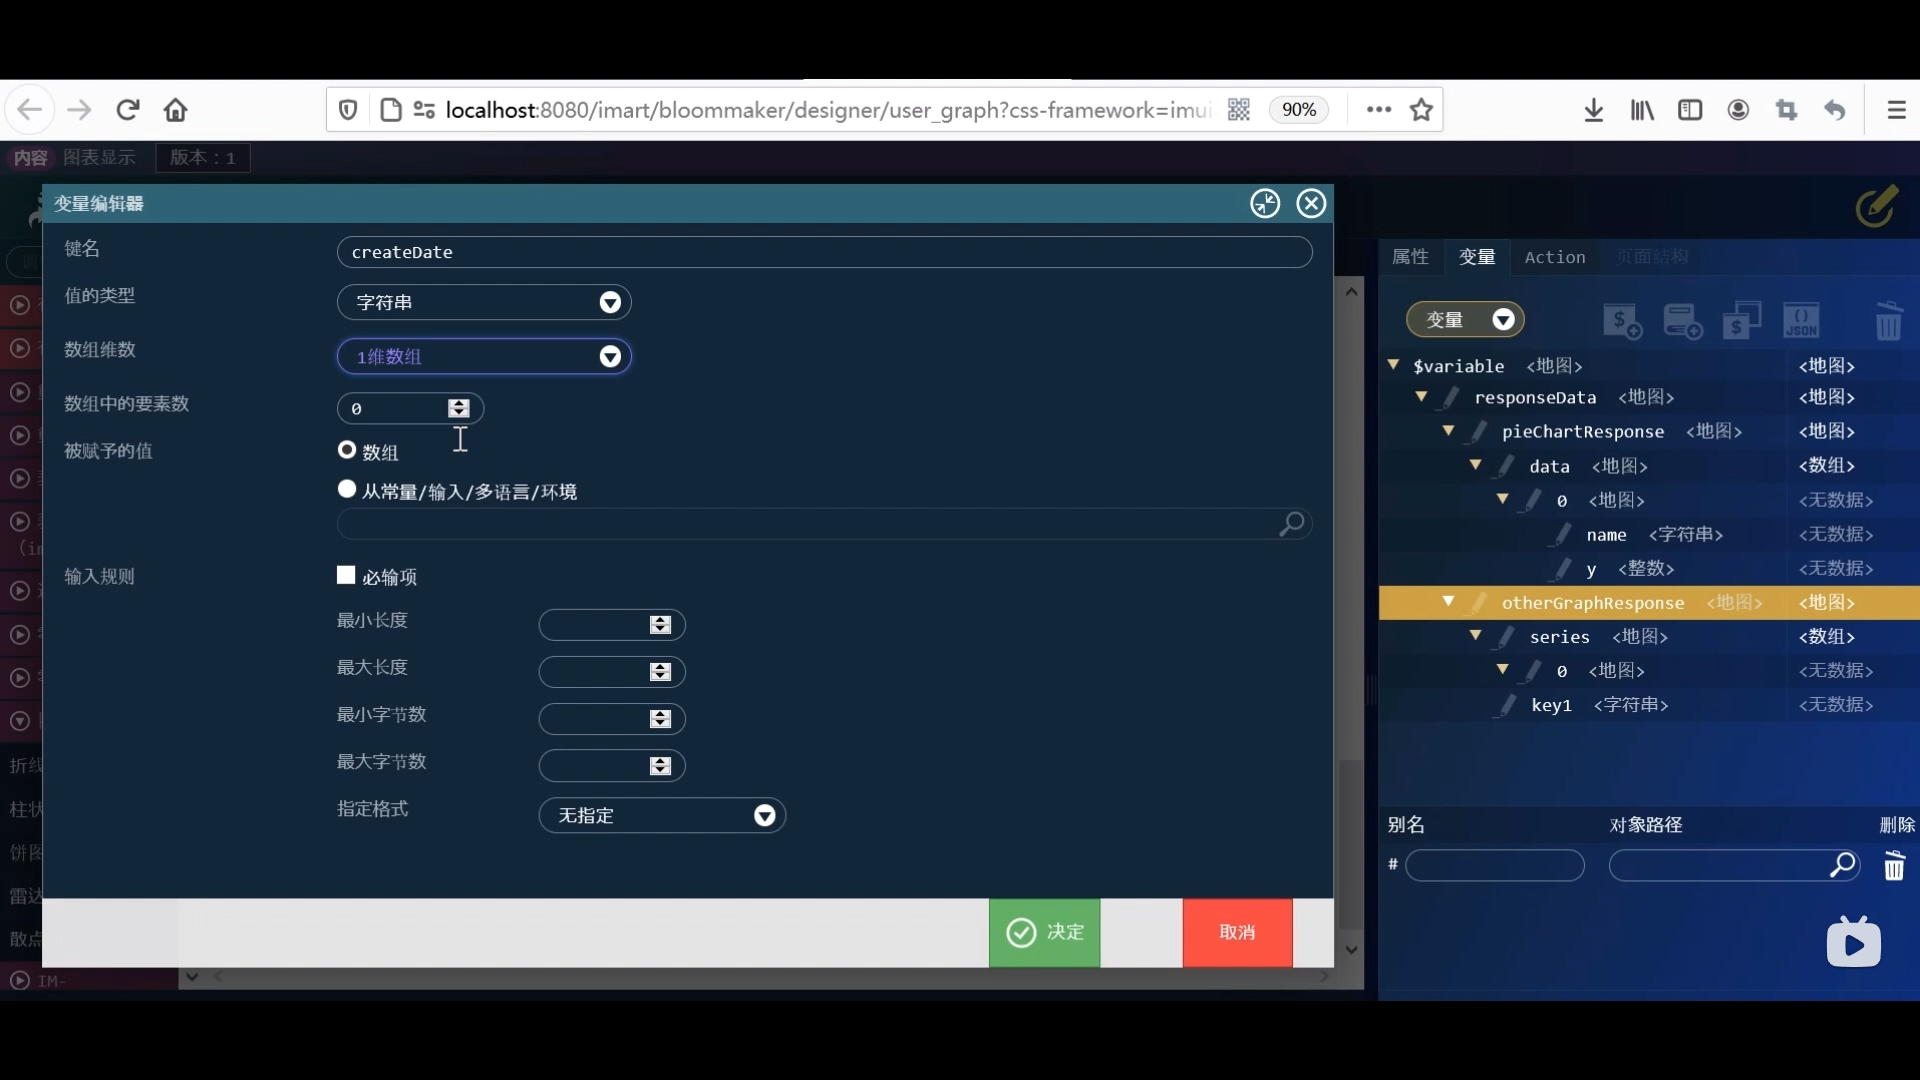 localhost:8080/imart/bloommaker/designer/user_graph?css-framework=imui
90%
内容 图表显示 版本：1
变量编辑器
键名
createDate
值的类型
字符串
数组维数
1维数组
数组中的要素数
0
被赋予的值
数组
从常量/输入/多语言/环境
输入规则
必输项
最小长度
最大长度
最小字节数
最大字节数
指定格式
无指定
决定
取消
折线
柱状
饼图
雷达
散点
IM-
属性 变量 Action 页面结构
变量
JSON
$variable <地图> <地图>
responseData <地图> <地图>
pieChartResponse <地图> <地图>
data <地图> <数组>
0 <地图> <无数据>
name <字符串> <无数据>
y <整数> <无数据>
otherGraphResponse <地图> <地图>
series <地图> <数组>
0 <地图> <无数据>
key1 <字符串> <无数据>
别名 对象路径 删除
#